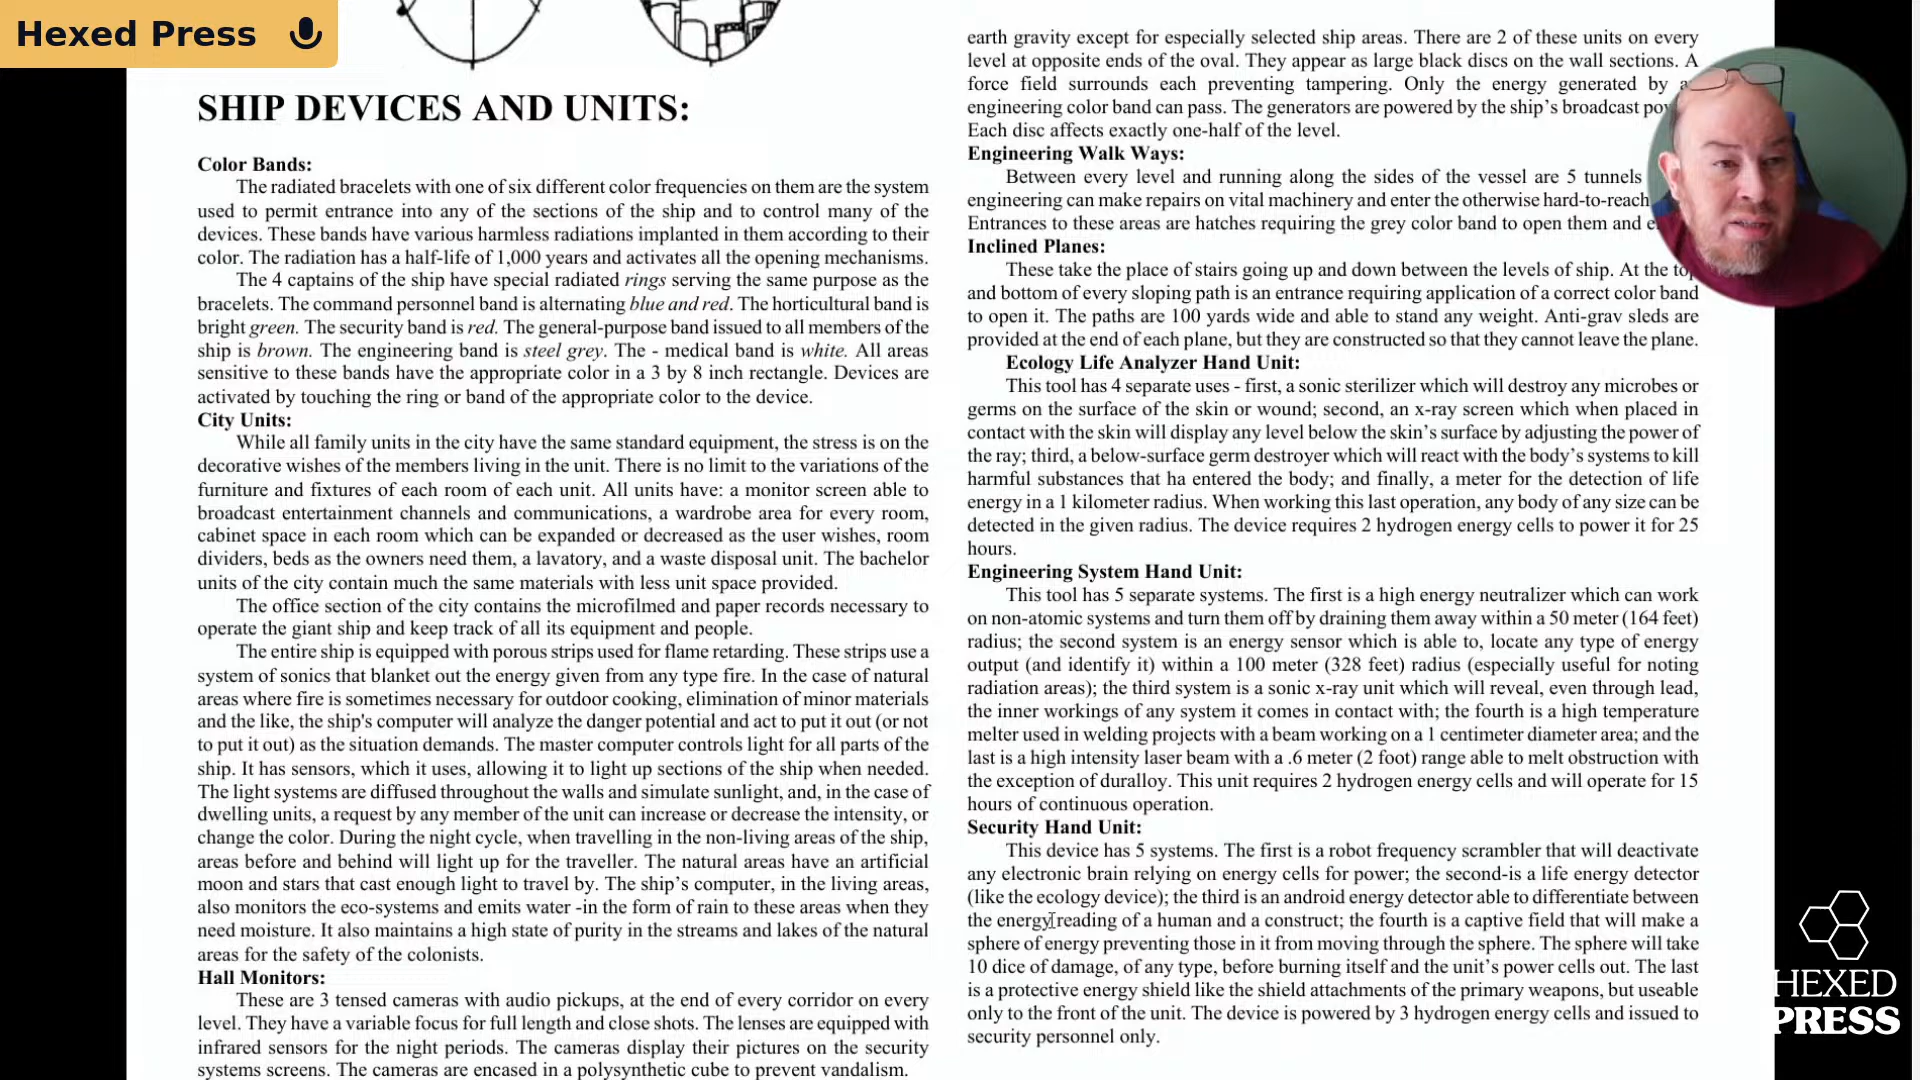 Hexed Press
SHIP DEVICES AND UNITS:
Color Bands:
The radiated bracelets with one of six different color frequencies on them are the system
used to permit entrance into any of the sections of the ship and to control many of the
devices. These bands have various harmless radiations implanted in them according to their
color. The radiation has a half-life of 1,000 years and activates all the opening mechanisms.
The 4 captains of the ship have special radiated rings serving the same purpose as the
bracelets. The command personnel band is alternating blue and red. The horticultural band is
bright green. The security band is red. The general-purpose band issued to all members of the
ship is brown. The engineering band is steel grey. The - medical band is white. All areas
sensitive to these bands have the appropriate color in a 3 by 8 inch rectangle. Devices are
activated by touching the ring or band of the appropriate color to the device.
City Units:
While all family units in the city have the same standard equipment, the stress is on the
decorative wishes of the members living in the unit. There is no limit to the variations of the
furniture and fixtures of each room of each unit. All units have: a monitor screen able to
broadcast entertainment channels and communications, a wardrobe area for every room,
cabinet space in each room which can be expanded or decreased as the user wishes, room
dividers, beds as the owners need them, a lavatory, and a waste disposal unit. The bachelor
units of the city contain much the same materials with less unit space provided.
The office section of the city contains the microfilmed and paper records necessary to
operate the giant ship and keep track of all its equipment and people.
The entire ship is equipped with porous strips used for flame retarding. These strips use a
system of sonics that blanket out the energy given from any type fire. In the case of natural
areas where fire is sometimes necessary for outdoor cooking, elimination of minor materials
and the like, the ship's computer will analyze the danger potential and act to put it out (or not
to put it out) as the situation demands. The master computer controls light for all parts of the
ship. It has sensors, which it uses, allowing it to light up sections of the ship when needed.
The light systems are diffused throughout the walls and simulate sunlight, and, in the case of
dwelling units, a request by any member of the unit can increase or decrease the intensity, or
change the color. During the night cycle, when travelling in the non-living areas of the ship,
areas before and behind will light up for the traveller. The natural areas have an artificial
moon and stars that cast enough light to travel by. The ship's computer, in the living areas,
also monitors the eco-systems and emits water -in the form of rain to these areas when they
need moisture. It also maintains a high state of purity in the streams and lakes of the natural
areas for the safety of the colonists.
Hall Monitors:
These are 3 tensed cameras with audio pickups, at the end of every corridor on every
level. They have a variable focus for full length and close shots. The lenses are equipped with
infrared sensors for the night periods. The cameras display their pictures on the security
systems screens. The cameras are encased in a polysynthetic cube to prevent vandalism.
earth gravity except for especially selected ship areas. There are 2 of these units on every
level at opposite ends of the oval. They appear as large black discs on the wall sections. A
force field surrounds each preventing tampering. Only the energy generated by
engineering color band can pass. The generators are powered by the ship's broadcast
Each disc affects exactly one-half of the level.
Engineering Walk Ways:
Between every level and running along the sides of the vessel are 5 tunnels
engineering can make repairs on vital machinery and enter the otherwise hard-to-reach
Entrances to these areas are hatches requiring the grey color band to open them and
Inclined Planes:
These take the place of stairs going up and down between the levels of ship. At the top
and bottom of every sloping path is an entrance requiring application of a correct color band
to open it. The paths are 100 yards wide and able to stand any weight. Anti-grav sleds are
provided at the end of each plane, but they are constructed so that they cannot leave the plane.
Ecology Life Analyzer Hand Unit:
This tool has 4 separate uses - first, a sonic sterilizer which will destroy any microbes or
germs on the surface of the skin or wound; second, an x-ray screen which when placed in
contact with the skin will display any level below the skin's surface by adjusting the power of
the ray; third, a below-surface germ destroyer which will react with the body's systems to kill
harmful substances that ha entered the body; and finally, a meter for the detection of life
energy in a 1 kilometer radius. When working this last operation, any body of any size can be
detected in the given radius. The device requires 2 hydrogen energy cells to power it for 25
hours.
Engineering System Hand Unit:
This tool has 5 separate systems. The first is a high energy neutralizer which can work
on non-atomic systems and turn them off by draining them away within a 50 meter (164 feet)
radius; the second system is an energy sensor which is able to, locate any type of energy
output (and identify it) within a 100 meter (328 feet) radius (especially useful for noting
radiation areas); the third system is a sonic x-ray unit which will reveal, even through lead,
the inner workings of any system it comes in contact with; the fourth is a high temperature
melter used in welding projects with a beam working on a 1 centimeter diameter area; and the
last is a high intensity laser beam with a .6 meter (2 foot) range able to melt obstruction with
the exception of duralloy. This unit requires 2 hydrogen energy cells and will operate for 15
hours of continuous operation.
Security Hand Unit:
This device has 5 systems. The first is a robot frequency scrambler that will deactivate
any electronic brain relying on energy cells for power; the second-is a life energy detector
(like the ecology device); the third is an android energy detector able to differentiate between
the energy reading of a human and a construct; the fourth is a captive field that will make a
sphere of energy preventing those in it from moving through the sphere. The sphere will take
10 dice of damage, of any type, before burning itself and the unit's power cells out. The last
is a protective energy shield like the shield attachments of the primary weapons, but useable
only to the front of the unit. The device is powered by 3 hydrogen energy cells and issued to
security personnel only.
HEXED
PRESS